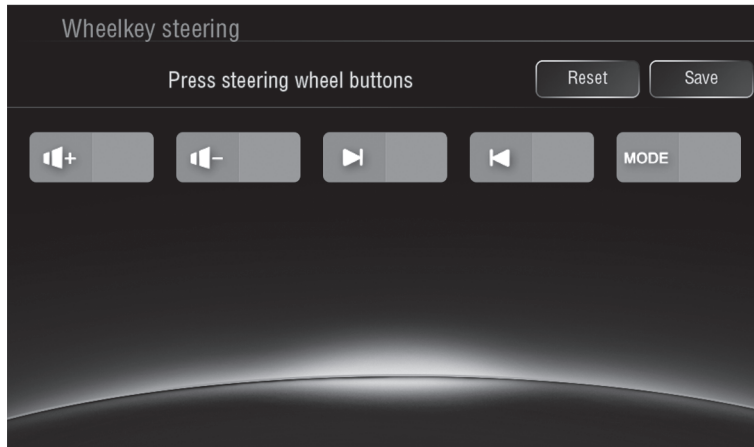 Wheelkey steering
Press steering wheel buttons
Reset
Save
+
-
MODE